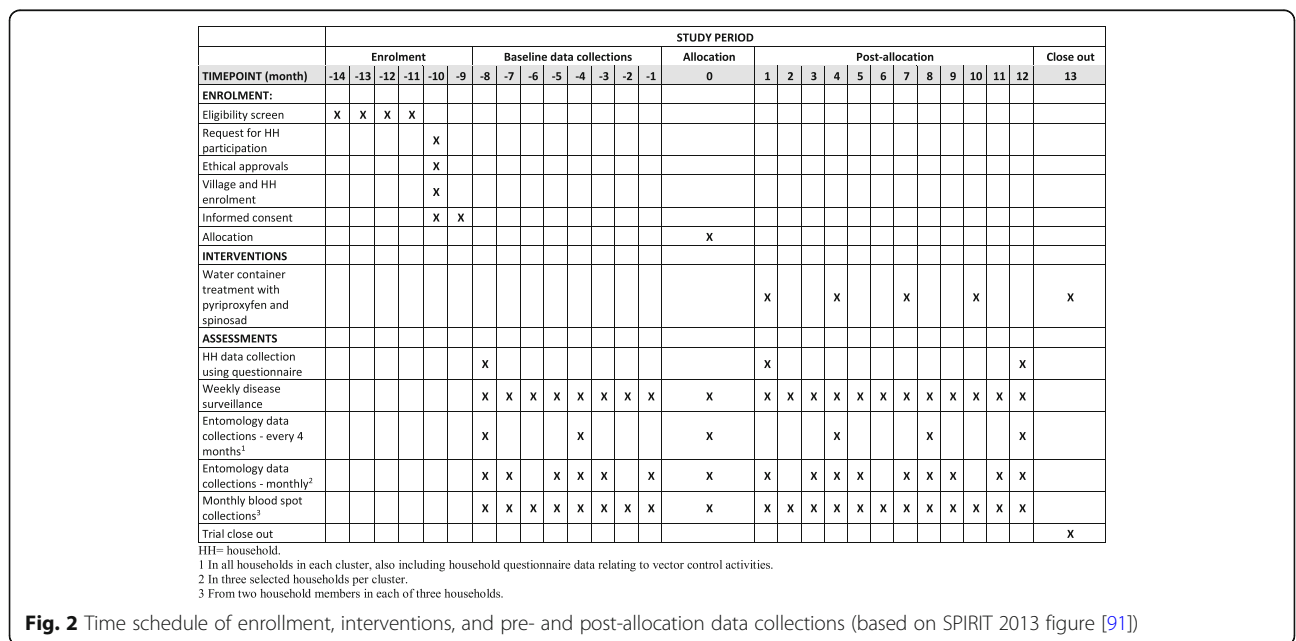 STUDY PERIOD
Enrolment Baseline data collections Allocation Post-allocation Close out
TIMEPOINT (month) -14 -13 -12 -11 -10 -9 -8 -7 -6 -5 -4 -3 -2 -1 0 1 2 3 4 5 6 7 8 9 10 11 12 13
ENROLMENT:
Eligibility screen X X X X
Request for HH
participation X
Ethical approvals X
Village and HH
enrolment X
Informed consent X X
Allocation X
INTERVENTIONS
Water container
treatment with
pyriproxyfen and X X X X X
spinosad
ASSESSMENTS
HH data collection
using questionnaire X X X
Weekly disease
surveillance X X X X X X X X X X X X X X X X X X X X X
Entomology data
collections - every 4 X X X X X X
months1
Entomology data
collections - monthly2 X X X X X X X X X X X X X X X
Monthly blood spot
collections3 X X X X X X X X X X X X X X X X X X X X X
Trial close out X
HH= household.
1 In all households in each cluster, also including household questionnaire data relating to vector control activities.
2 In three selected households per cluster.
3 From two household members in each of three households.
Fig. 2 Time schedule of enrollment, interventions, and pre- and post-allocation data collections (based on SPIRIT 2013 figure [91])